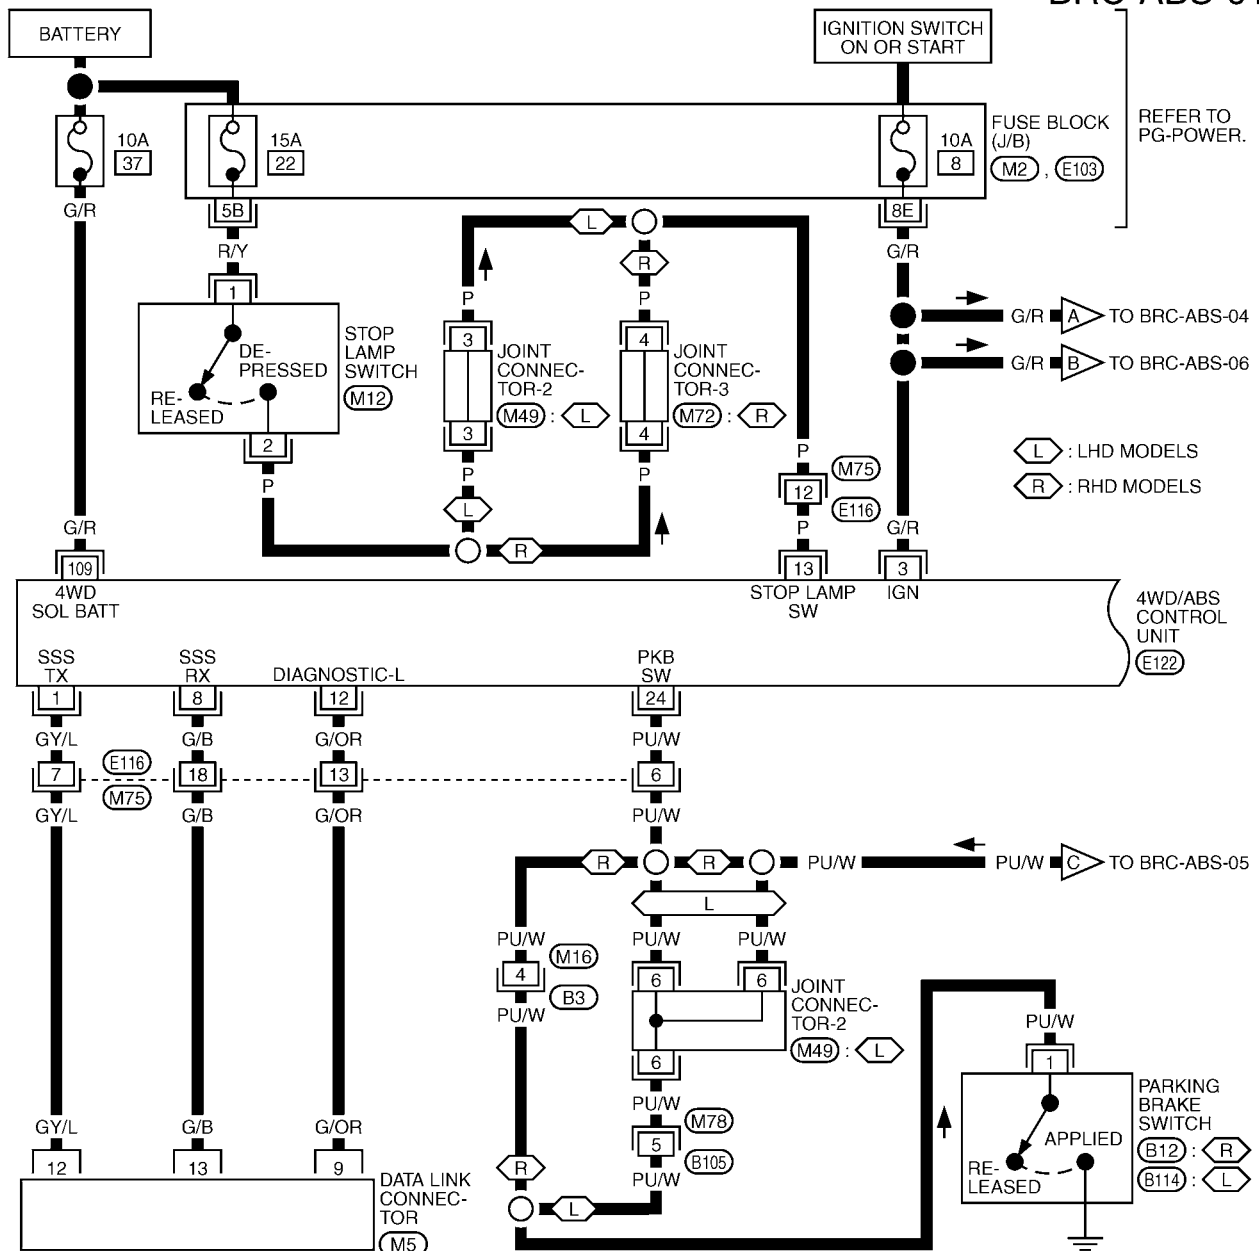 BRC-ABS-01
BATTERY
IGNITION SWITCH
ON OR START
10A
37
15A
22
10A
8
FUSE BLOCK
(J/B)
M2 , E103
REFER TO
PG-POWER.
G/R
5B
8E
R/Y
G/R
L
R
1
P
P
G/R
A
TO BRC-ABS-04
G/R
B
TO BRC-ABS-06
DE-
PRESSED
RE-
LEASED
STOP
LAMP
SWITCH
M12
3
JOINT
CONNEC-
TOR-2
M49 : L
3
4
JOINT
CONNEC-
TOR-3
M72 : R
4
L : LHD MODELS
R : RHD MODELS
2
P
P
P
P
M75
12
E116
L
R
G/R
P
G/R
109
13
3
4WD
SOL BATT
STOP LAMP
SW
IGN
4WD/ABS
CONTROL
UNIT
E122
SSS
TX
SSS
RX
DIAGNOSTIC-L
PKB
SW
1
8
12
24
GY/L
G/B
G/OR
PU/W
7
E116
M75
18
13
6
GY/L
G/B
G/OR
PU/W
R
R
PU/W
PU/W
C
TO BRC-ABS-05
L
PU/W
PU/W
PU/W
4
M16
B3
PU/W
6
6
JOINT
CONNEC-
TOR-2
M49 : L
6
PU/W
M78
5
B105
PU/W
R
L
PU/W
1
APPLIED
RE-
LEASED
PARKING
BRAKE
SWITCH
B12 : R
B114 : L
GY/L
G/B
G/OR
12
13
9
DATA LINK
CONNEC-
TOR
M5